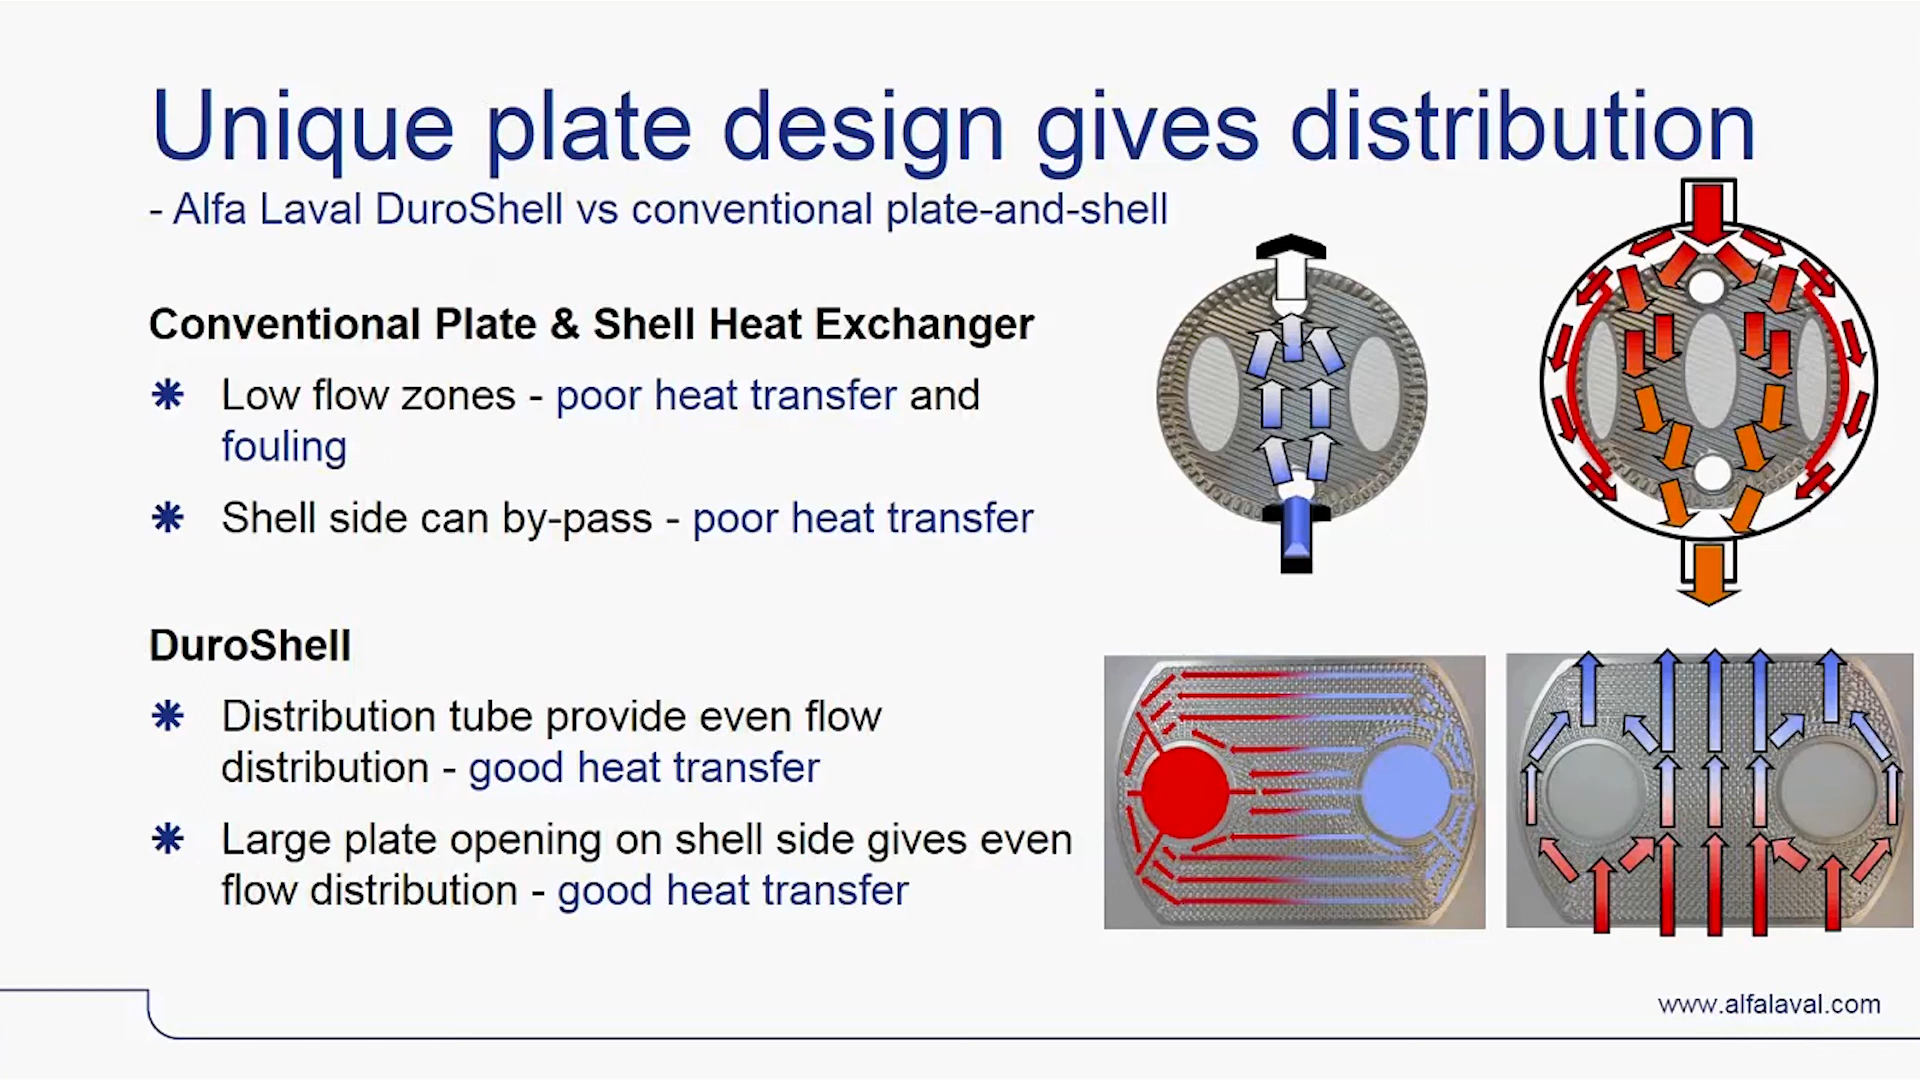 Unique plate design gives distribution
- Alfa Laval DuroShell vs conventional plate-and-shell
Conventional Plate & Shell Heat Exchanger
Low flow zones - poor heat transfer and
fouling
Shell side can by-pass - poor heat transfer
DuroShell
Distribution tube provide even flow
distribution - good heat transfer
Large plate opening on shell side gives even
flow distribution - good heat transfer
www.alfalaval.com